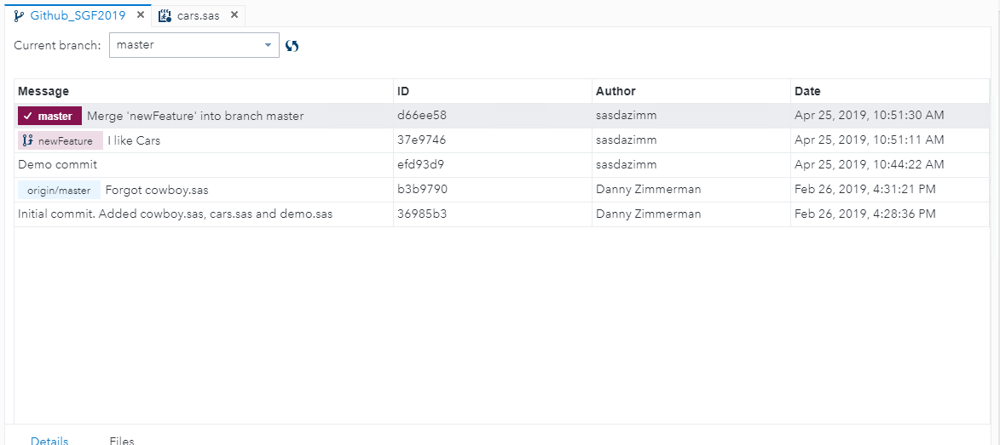 Github_SGF2019 cars.sas
Current branch: master
Message ID Author Date
master Merge 'newFeature' into branch master d66ee58 sasdazimm Apr 25, 2019, 10:51:30 AM
newFeature I like Cars 37e9746 sasdazimm Apr 25, 2019, 10:51:11 AM
Demo commit efd93d9 sasdazimm Apr 25, 2019, 10:44:22 AM
origin/master Forgot cowboy.sas b3b9790 Danny Zimmerman Feb 26, 2019, 4:31:21 PM
Initial commit. Added cowboy.sas, cars.sas and demo.sas 36985b3 Danny Zimmerman Feb 26, 2019, 4:28:36 PM
Details Files